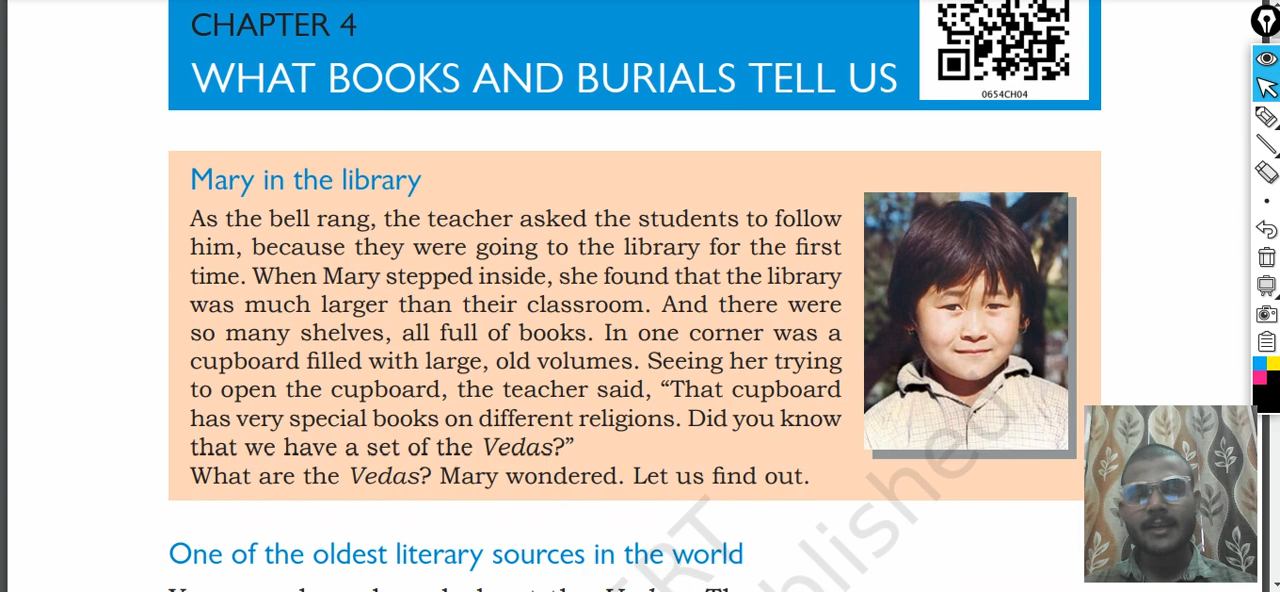 CHAPTER 4
WHAT BOOKS AND BURIALS TELL US
0654CH04
Mary in the library
As the bell rang, the teacher asked the students to follow
him, because they were going to the library for the first
time. When Mary stepped inside, she found that the library
was much larger than their classroom. And there were
so many shelves, all full of books. In one corner was a
cupboard filled with large, old volumes. Seeing her trying
to open the cupboard, the teacher said, “That cupboard
has very special books on different religions. Did you know
that we have a set of the Vedas?”
What are the Vedas? Mary wondered. Let us find out.
One of the oldest literary sources in the world